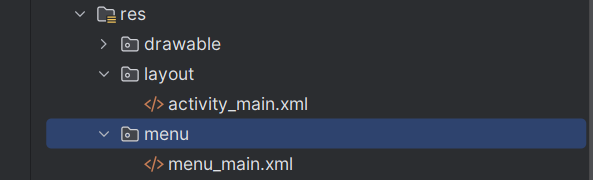 res
drawable
layout
activity_main.xml
menu
menu_main.xml